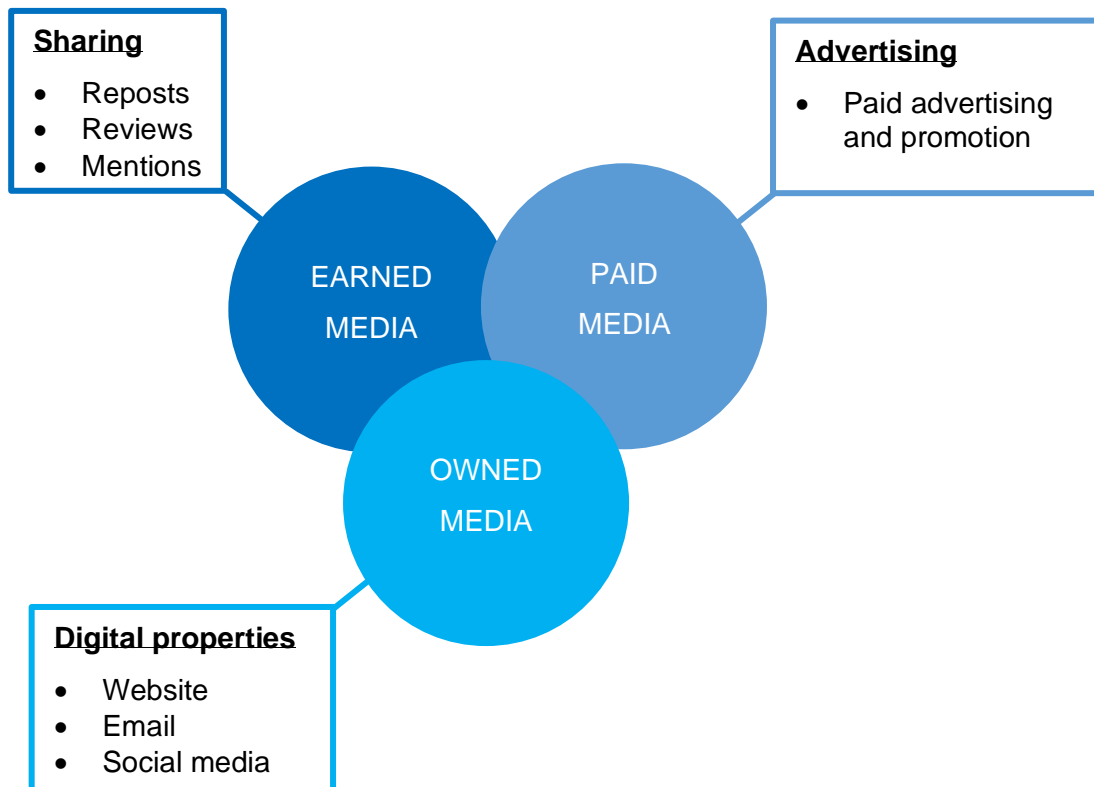 Sharing
• Reposts
• Reviews
• Mentions
Advertising
• Paid advertising
and promotion
EARNED
MEDIA
PAID
MEDIA
OWNED
MEDIA
Digital properties
• Website
• Email
• Social media